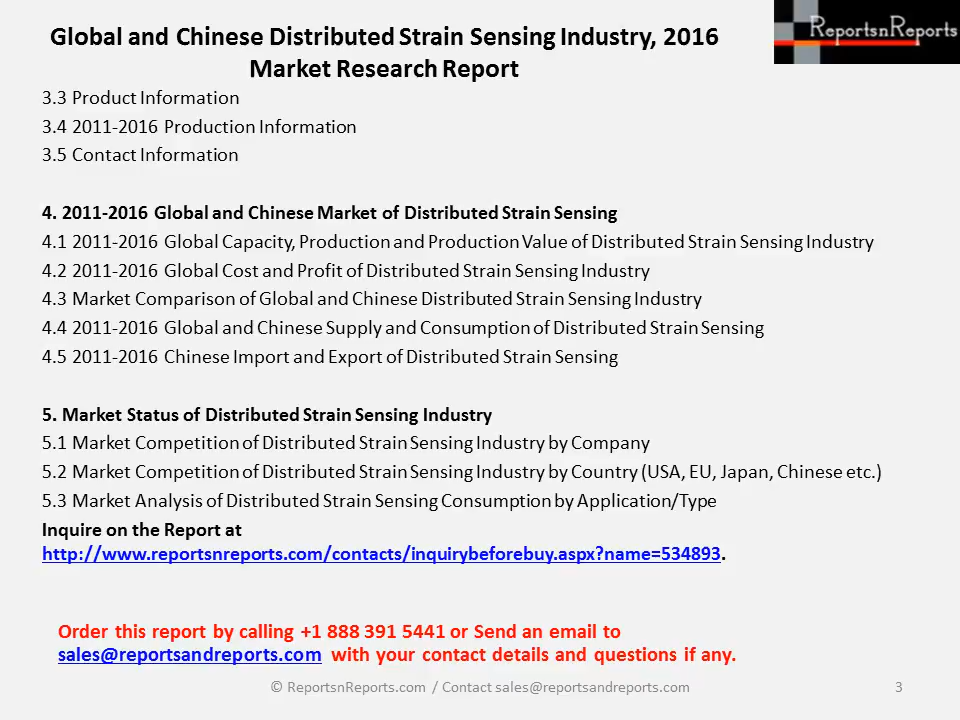 Global and Chinese Distributed Strain Sensing Industry, 2016
Market Research Report
ReportsnReports
3.3 Product Information
3.4 2011-2016 Production Information
3.5 Contact Information
4. 2011-2016 Global and Chinese Market of Distributed Strain Sensing
4.1 2011-2016 Global Capacity, Production and Production Value of Distributed Strain Sensing Industry
4.2 2011-2016 Global Cost and Profit of Distributed Strain Sensing Industry
4.3 Market Comparison of Global and Chinese Distributed Strain Sensing Industry
4.4 2011-2016 Global and Chinese Supply and Consumption of Distributed Strain Sensing
4.5 2011-2016 Chinese Import and Export of Distributed Strain Sensing
5. Market Status of Distributed Strain Sensing Industry
5.1 Market Competition of Distributed Strain Sensing Industry by Company
5.2 Market Competition of Distributed Strain Sensing Industry by Country (USA, EU, Japan, Chinese etc.)
5.3 Market Analysis of Distributed Strain Sensing Consumption by Application/Type
Inquire on the Report at
http://www.reportsnreports.com/contacts/inquirybeforebuy.aspx?name=534893.
Order this report by calling +1 888 391 5441 or Send an email to
sales@reportsandreports.com with your contact details and questions if any.
© ReportsnReports.com / Contact sales@reportsandreports.com
3